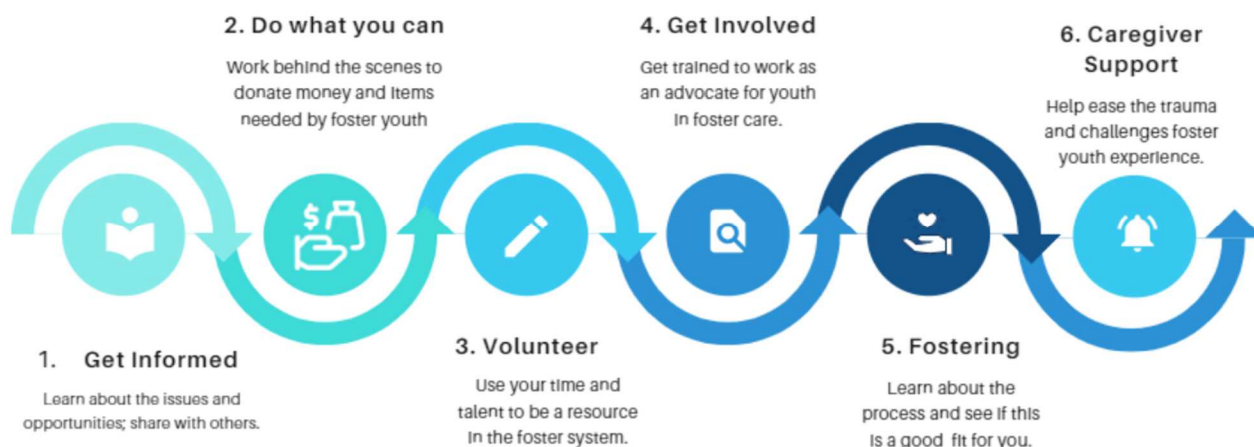 1. Get Informed
Learn about the issues and
opportunities; share with others.
2. Do what you can
Work behind the scenes to
donate money and items
needed by foster youth
$
3. Volunteer
Use your time and
talent to be a resource
in the foster system.
4. Get Involved
Get trained to work as
an advocate for youth
in foster care.
5. Fostering
Learn about the
process and see if this
is a good fit for you.
6. Caregiver
Support
Help ease the trauma
and challenges foster
youth experience.